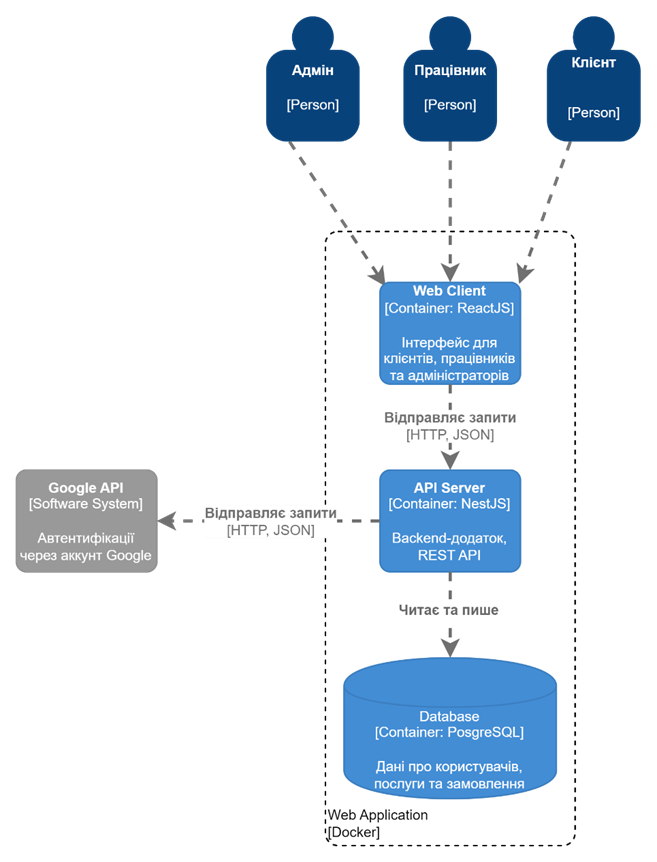 Адмін
[Person]
Працівник
[Person]
Клієнт
[Person]
Web Client
[Container: ReactJS]
Інтерфейс для
клієнтів, працівників
та адміністраторів
Відправляє запити
[HTTP, JSON]
Google API
[Software System]
Автентифікації
через аккунт Google
Відправляє запити
[HTTP, JSON]
API Server
[Container: NestJS]
Backend-додаток,
REST API
Читає та пише
Database
[Container: PosgreSQL]
Дані про користувачів,
послуги та замовлення
Web Application
[Docker]